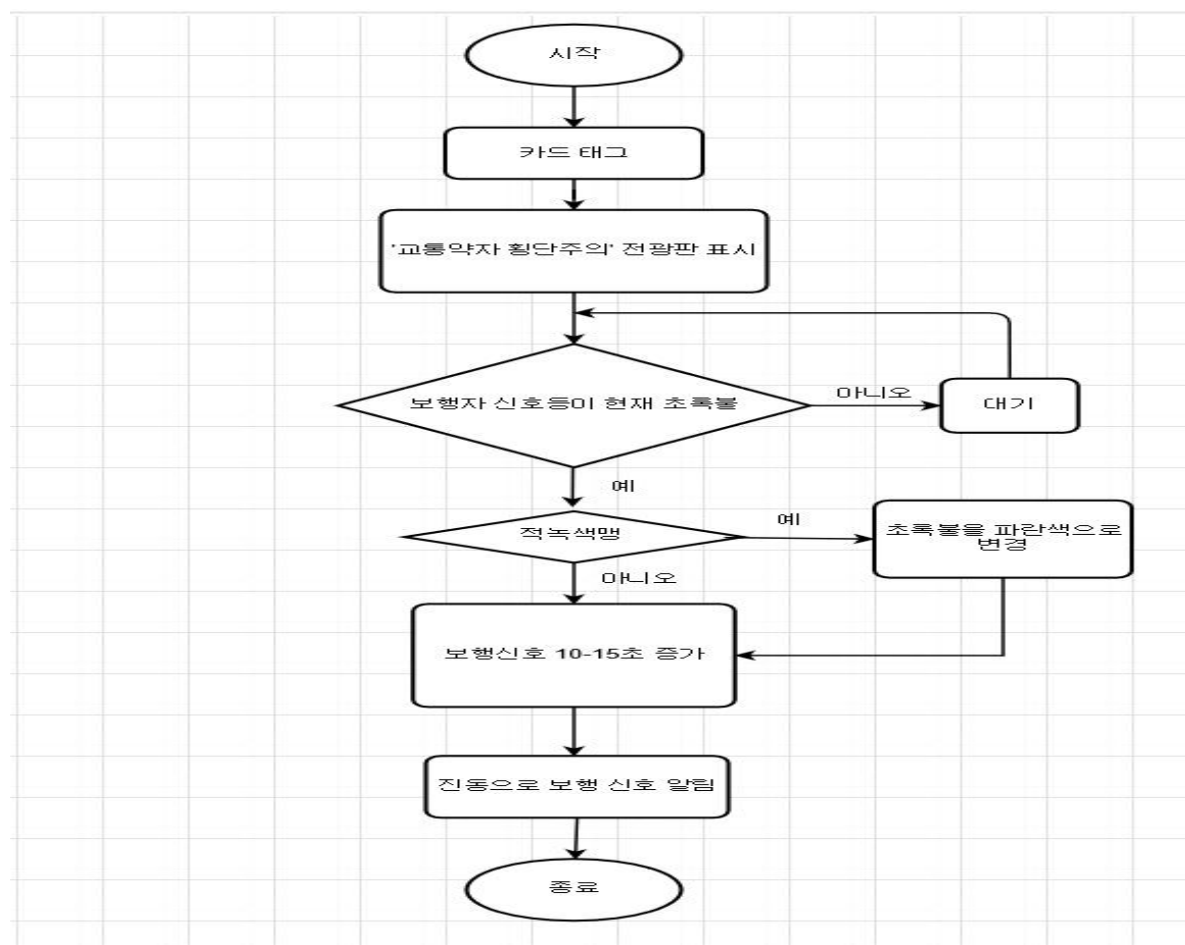 시작
카드 태그
'교통약자 횡단주의' 전광판 표시
보행자 신호등이 현재 초록불
아니오
대기
예
적녹색맹
예
초록불을 파란색으로
변경
아니오
보행신호 10-15초 증가
진동으로 보행 신호 알림
종료